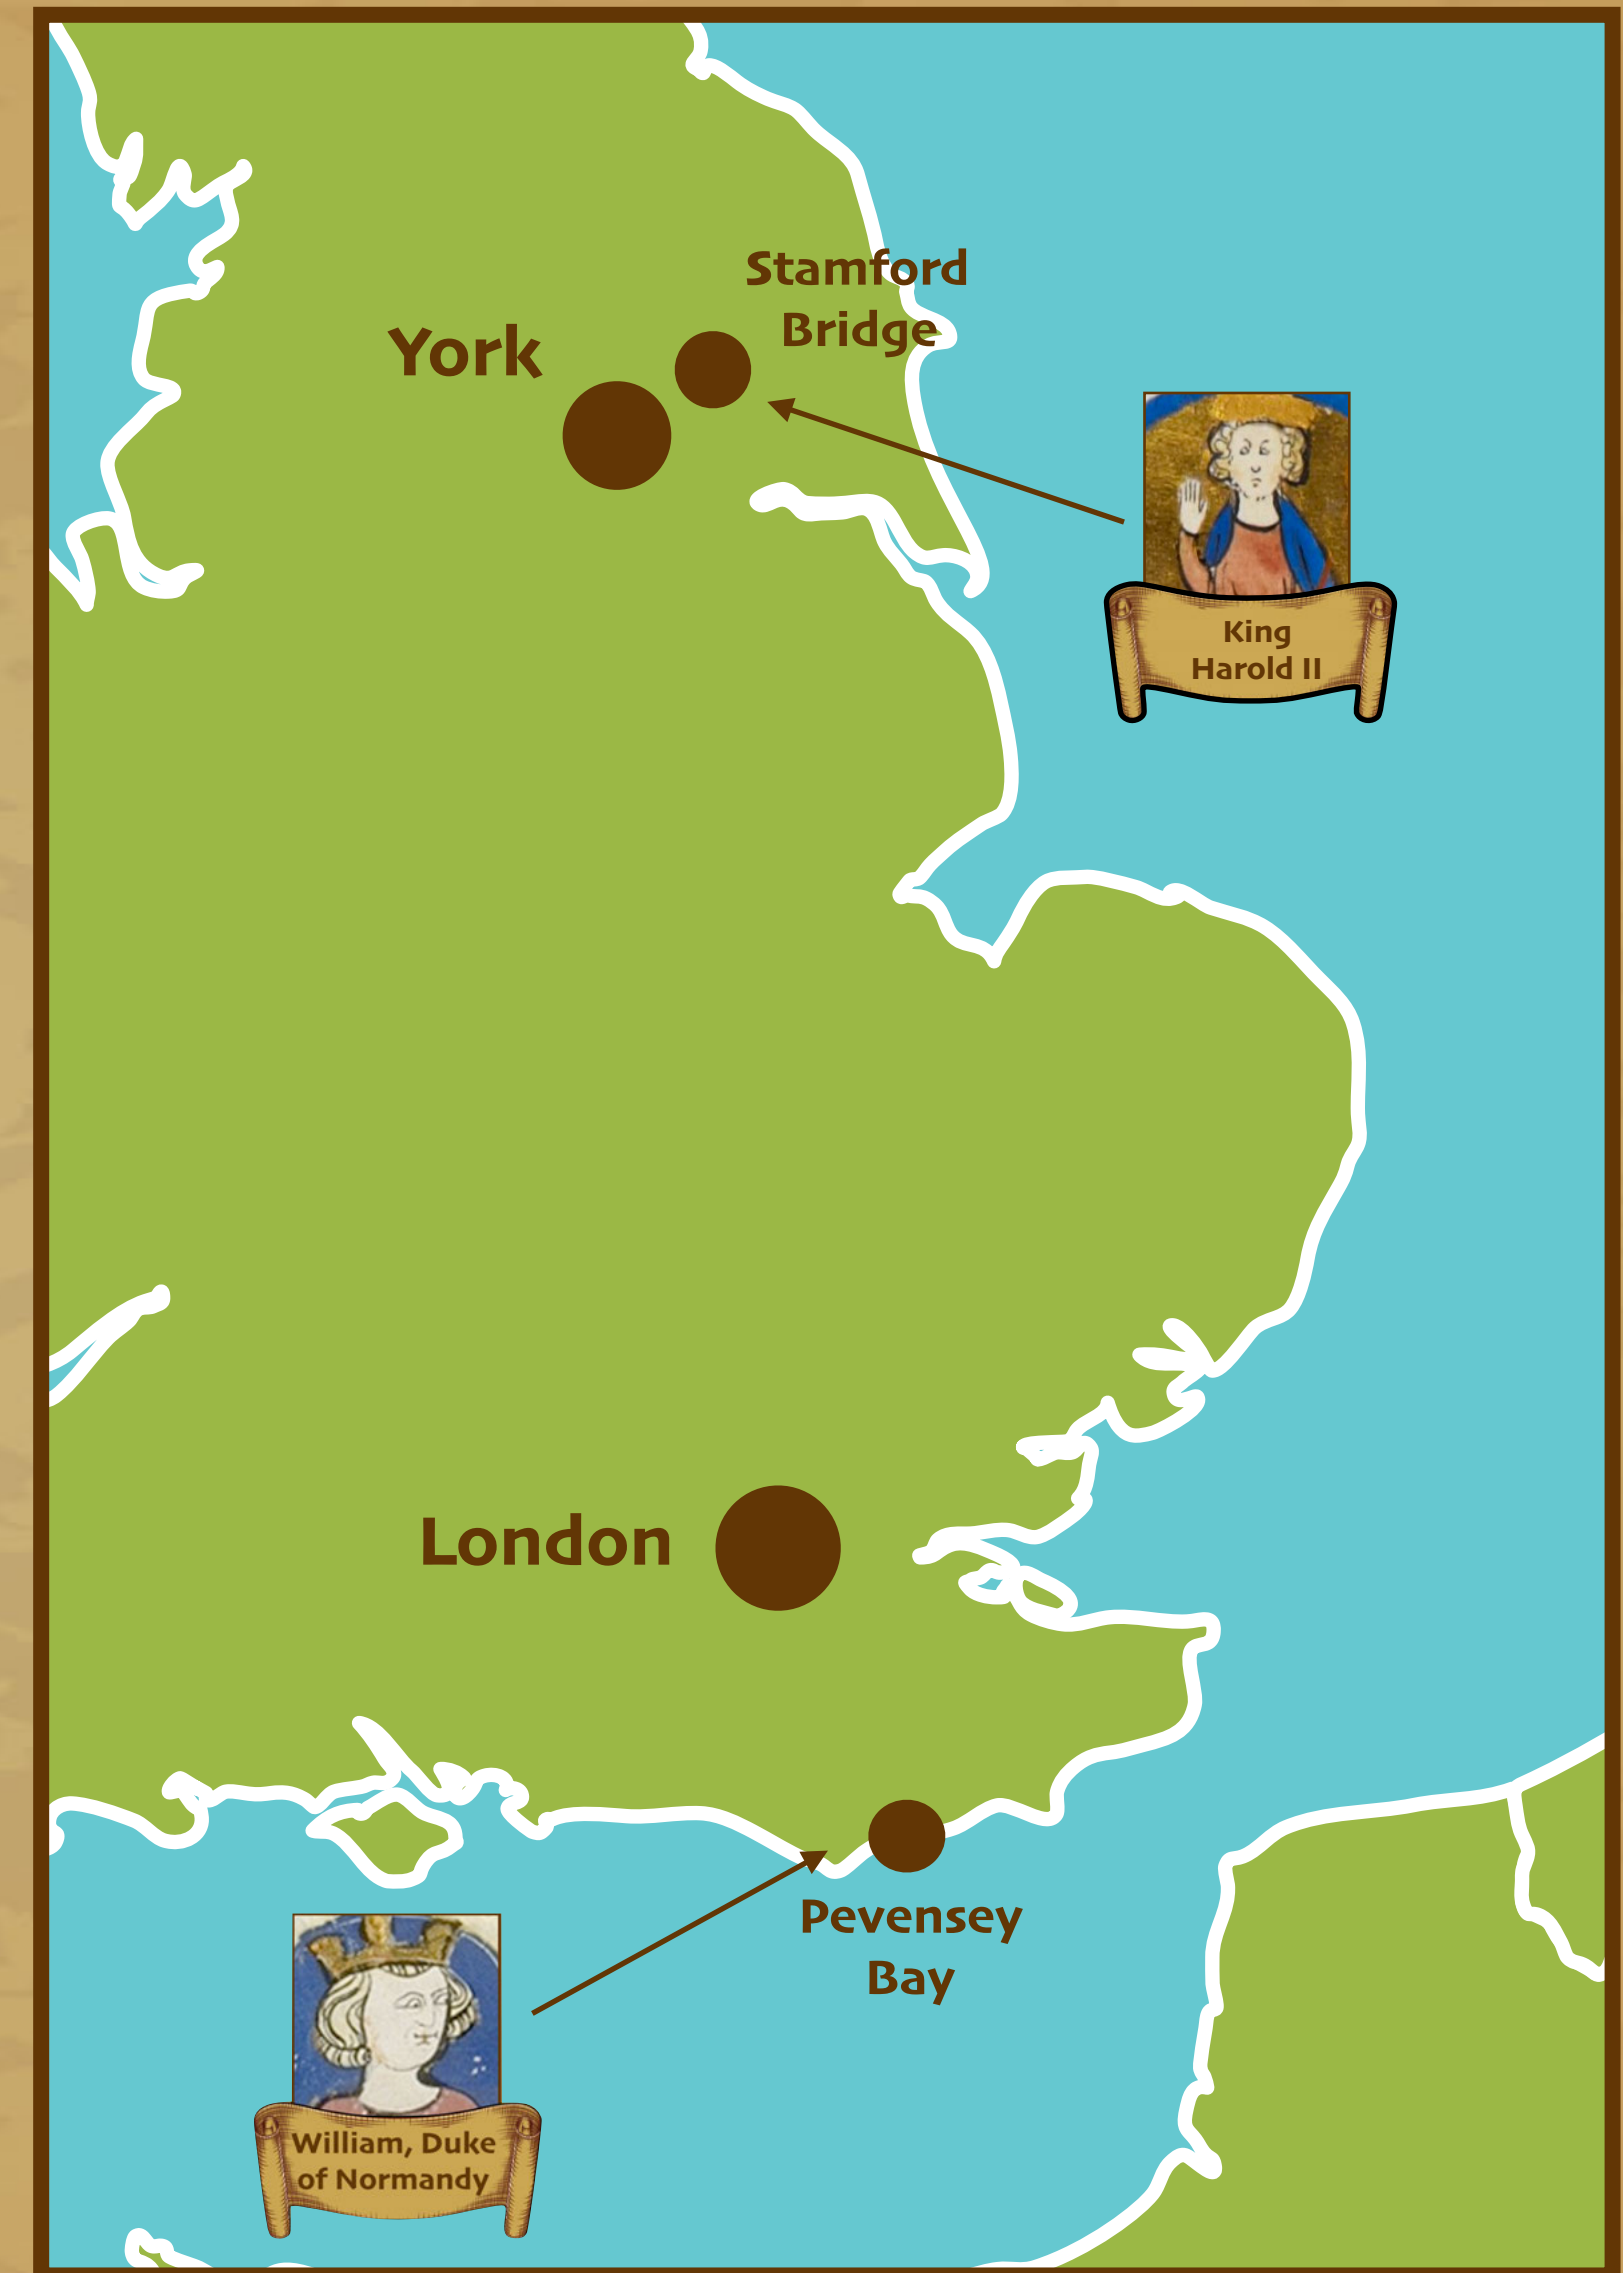 Stamford
Bridge
York
King
Harold II
London
Pevensey
Bay
William, Duke
of Normandy